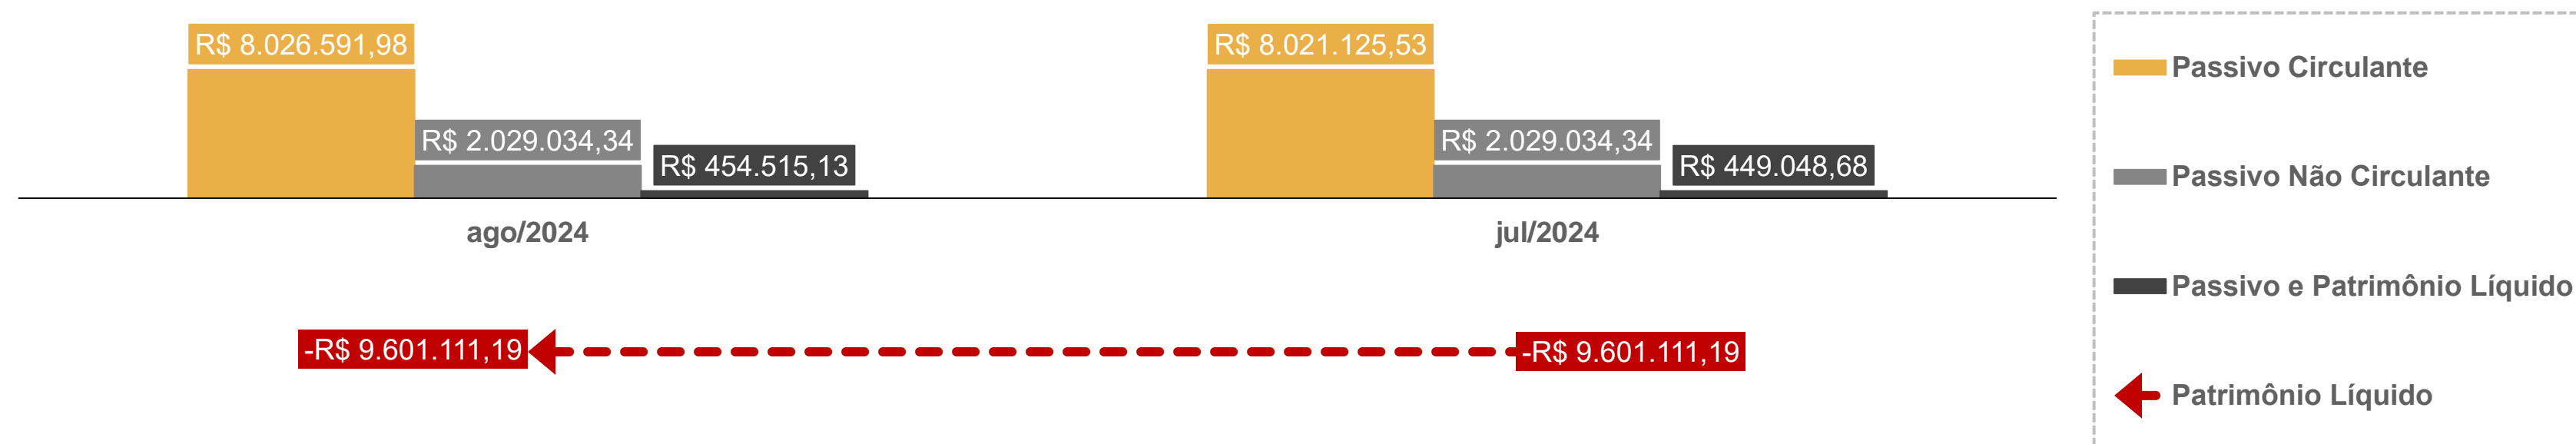 R$ 8.026.591,98
R$ 2.029.034,34
R$ 454.515,13
ago/2024
R$ 8.021.125,53
R$ 2.029.034,34
R$ 449.048,68
jul/2024
-R$ 9.601.111,19
-R$ 9.601.111,19
Passivo Circulante
Passivo Não Circulante
Passivo e Patrimônio Líquido
Patrimônio Líquido